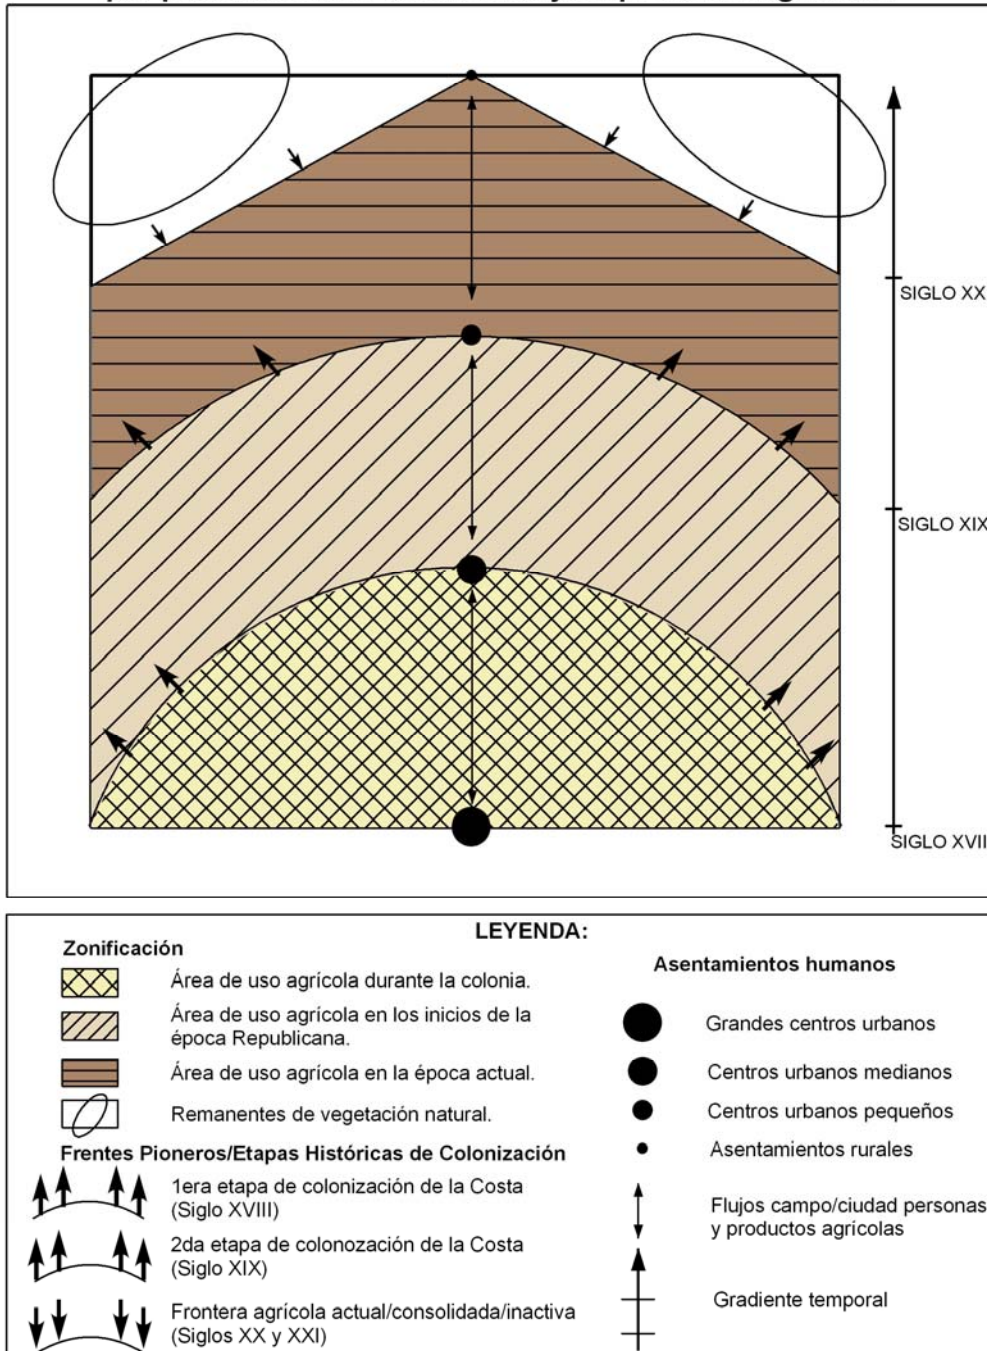 SIGLO XX
SIGLO XIX
SIGLO XVII
LEYENDA:
Zonificación
Área de uso agrícola durante la colonia.
Área de uso agrícola en los inicios de la
época Republicana.
Área de uso agrícola en la época actual.
Remanentes de vegetación natural.
Frentes Pioneros/Etapas Históricas de Colonización
1era etapa de colonización de la Costa
(Siglo XVIII)
2da etapa de colonozación de la Costa
(Siglo XIX)
Frontera agrícola actual/consolidada/inactiva
(Siglos XX y XXI)
Asentamientos humanos
Grandes centros urbanos
Centros urbanos medianos
Centros urbanos pequeños
Asentamientos rurales
Flujos campo/ciudad personas
y productos agrícolas
Gradiente temporal